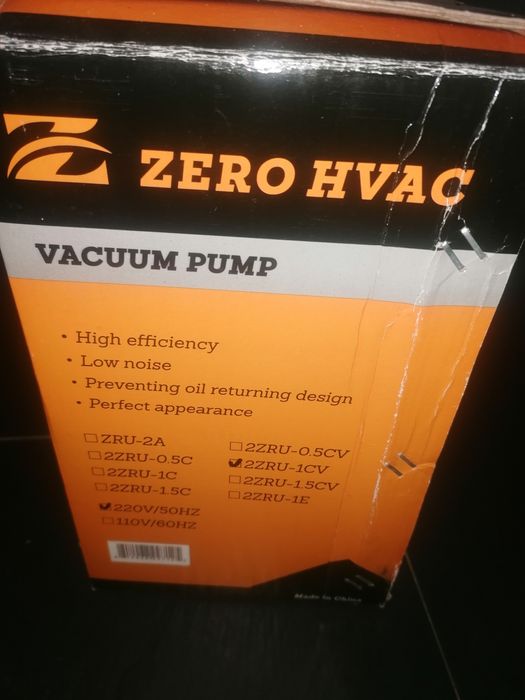 ZERO HVAC
VACUUM PUMP
• High efficiency
• Low noise
• Preventing oil returning design
• Perfect appearance
☐ ZRU-2A
☐ 2ZRU-0.5C
☐ 2ZRU-1C
☐ 2ZRU-1.5C
☐ 2ZRU-0.5CV
☑ 2ZRU-1CV
☐ 2ZRU-1.5CV
☐ 2ZRU-1E
☑ 220V/50HZ
☐ 110V/60HZ
Made in China